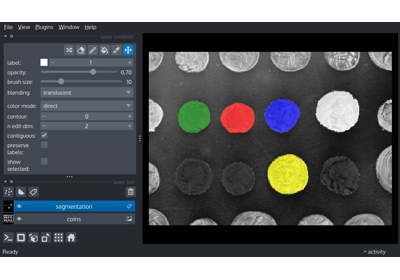 File View Plugins Window Help
layer controls
label: 1
opacity: 0,70
brush size: 10
blending: translucent
color mode: direct
contour: 0
n edit dim: 2
contiguous:
preserve
labels:
show
selected:
layer list
segmentation
coins
Ready activity